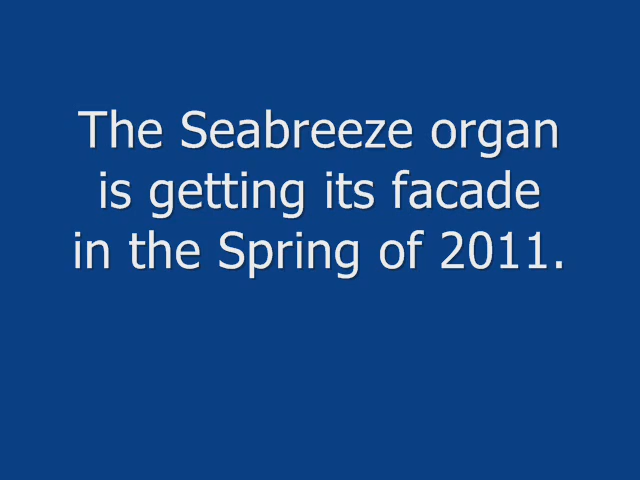 The Seabreeze organ
is getting its facade
in the Spring of 2011.